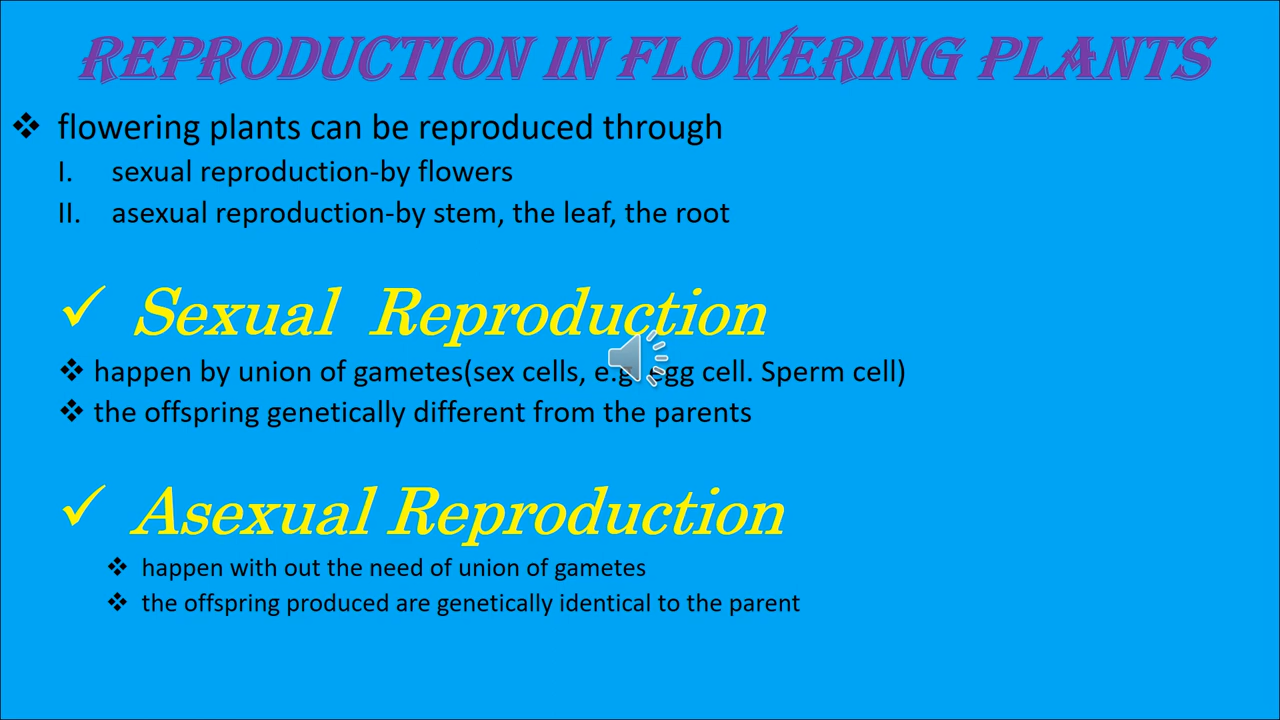 REPRODUCTION IN FLOWERING PLANTS
❖ flowering plants can be reproduced through
I. sexual reproduction-by flowers
II. asexual reproduction-by stem, the leaf, the root
✓ Sexual Reproduction
❖ happen by union of gametes(sex cells, e.g. egg cell. Sperm cell)
❖ the offspring genetically different from the parents
✓ Asexual Reproduction
❖ happen with out the need of union of gametes
❖ the offspring produced are genetically identical to the parent